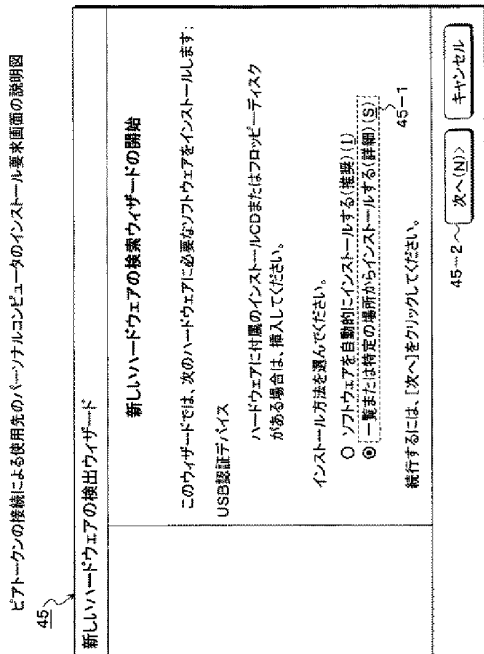 ピアトークンの接続による使用先のパーソナルコンピュータのインストール要求画面の説明図
45
新しいハードウェアの検出ウィザード
新しいハードウェアの検索ウィザードの開始
このウィザードでは、次のハードウェアに必要なソフトウェアをインストールします:
USB認証デバイス
ハードウェアに付属のインストールCDまたはフロッピーディスク
がある場合は、挿入してください。
インストール方法を選んでください。
ソフトウェアを自動的にインストールする(推奨)(I)
一覧または特定の場所からインストールする(詳細)(S)
45-1
続行するには、[次へ]をクリックしてください。
45-2
次へ(N)>
キャンセル